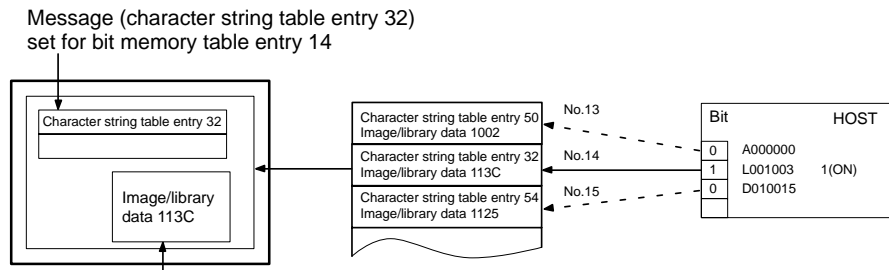 Message (character string table entry 32)
set for bit memory table entry 14
Character string table entry 32
Image/library
data 113C
Character string table entry 50
Image/library data 1002
Character string table entry 32
Image/library data 113C
Character string table entry 54
Image/library data 1125
No.13
No.14
No.15
Bit HOST
0 A000000
1 L001003 1(ON)
0 D010015